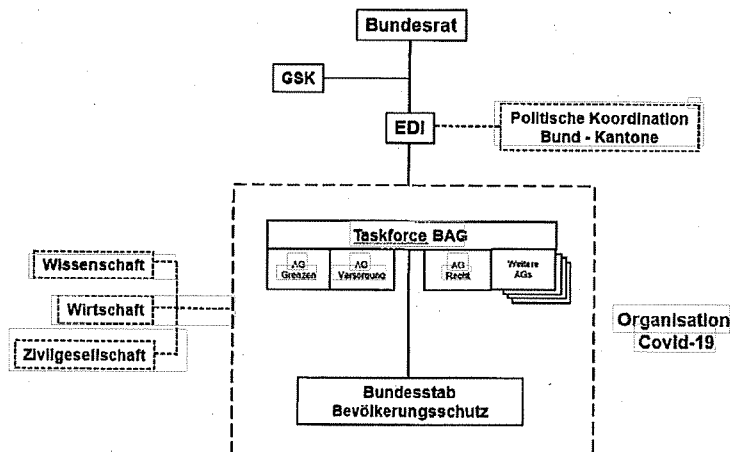 Bundesrat
GSK
EDI
Politische Koordination
Bund - Kantone
Taskforce BAG
AG
Grenzen
AG
Versorgung
AG
Recht
Weitere
AGs
Wissenschaft
Wirtschaft
Zivilgesellschaft
Organisation
Covid-19
Bundesstab
Bevölkerungsschutz